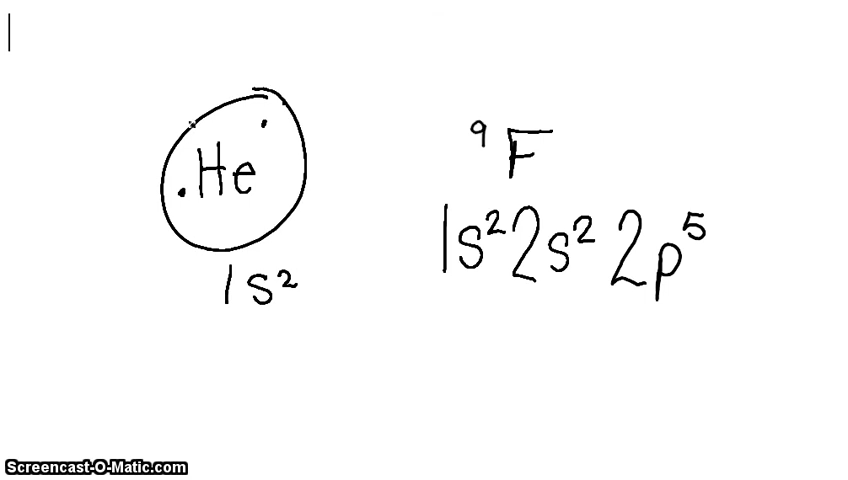 .He
1s²
⁹F
1s²2s²2p⁵
Screencast-O-Matic.com